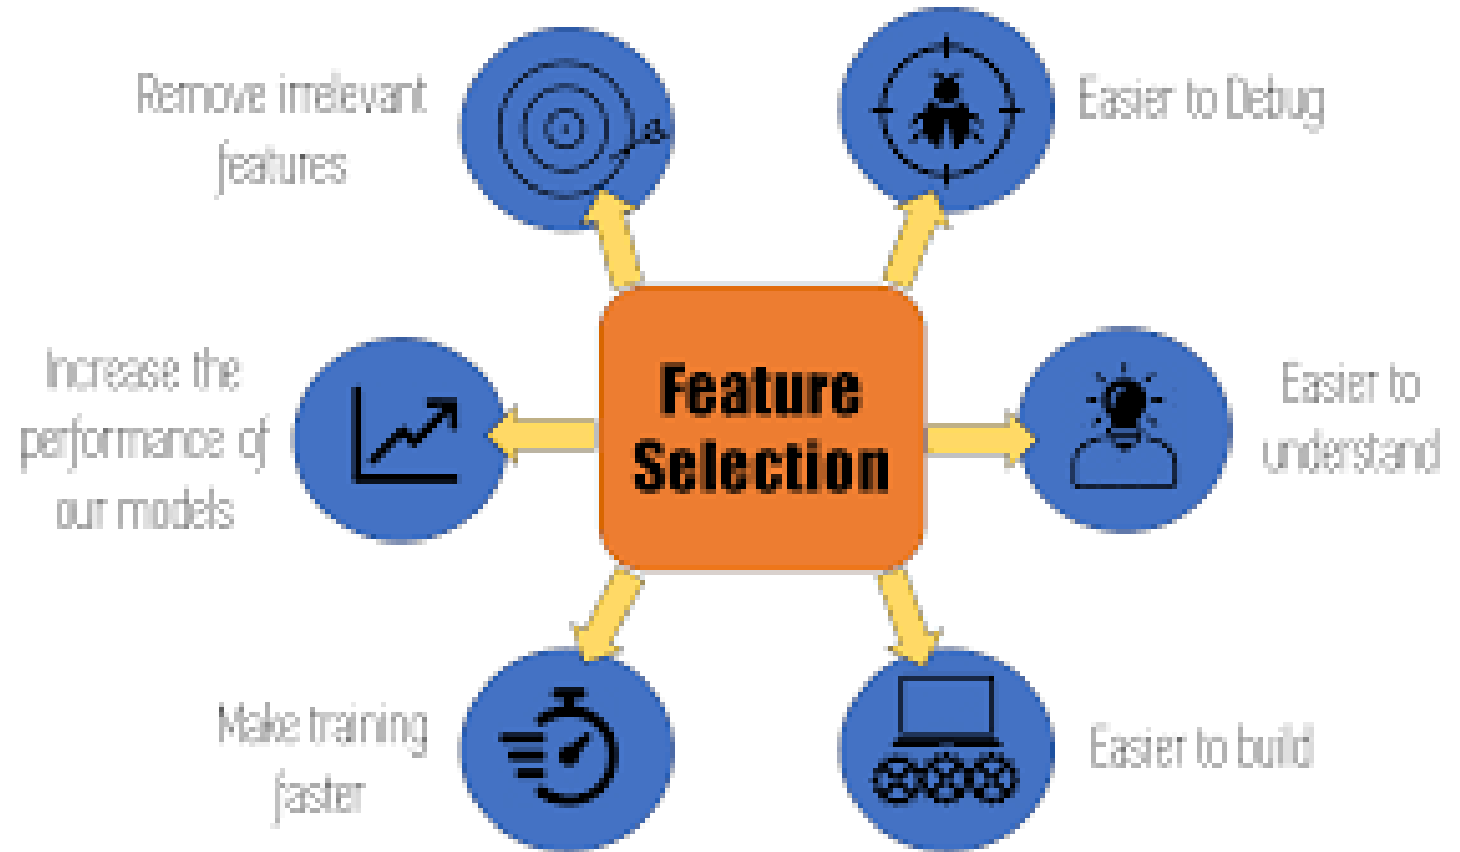 Remove irrelevant
features
Easier to Debug
Increase the
performance of
our models
Feature
Selection
Easier to
understand
Make training
faster
Easier to build